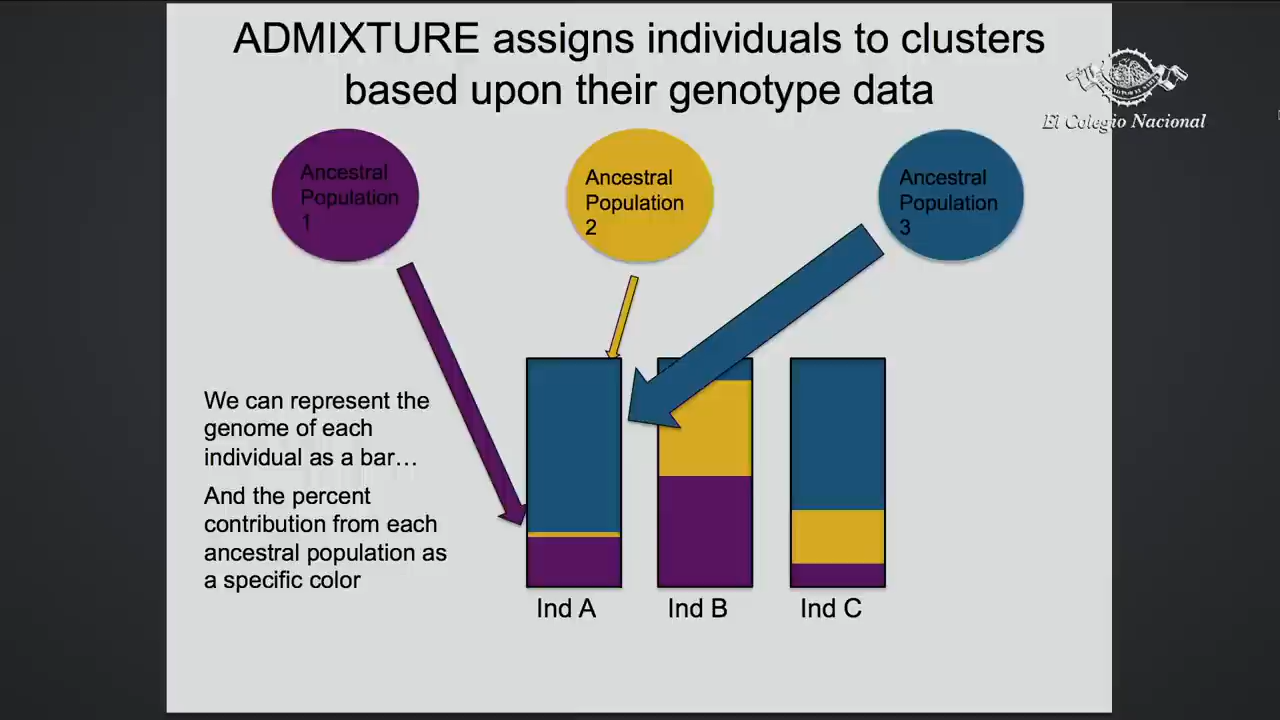 ADMIXTURE assigns individuals to clusters
based upon their genotype data
El Colegio Nacional
Ancestral
Population
1
Ancestral
Population
2
Ancestral
Population
3
We can represent the
genome of each
individual as a bar…
And the percent
contribution from each
ancestral population as
a specific color
Ind A
Ind B
Ind C